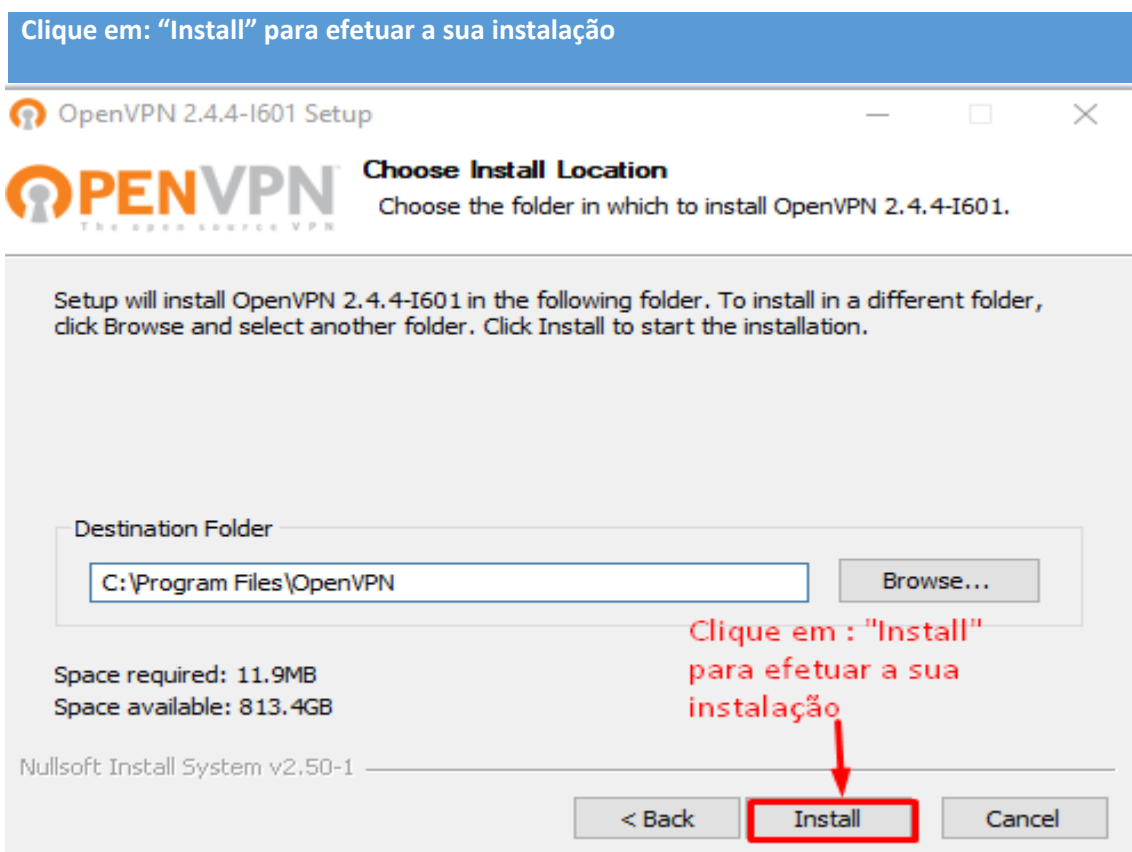 Clique em: “Install” para efetuar a sua instalação
OpenVPN 2.4.4-I601 Setup
OPENVPN
The open source VPN
Choose Install Location
Choose the folder in which to install OpenVPN 2.4.4-I601.
Setup will install OpenVPN 2.4.4-I601 in the following folder. To install in a different folder,
click Browse and select another folder. Click Install to start the installation.
Destination Folder
C:\Program Files\OpenVPN
Browse...
Clique em : "Install"
para efetuar a sua
instalação
Space required: 11.9MB
Space available: 813.4GB
Nullsoft Install System v2.50-1
< Back
Install
Cancel